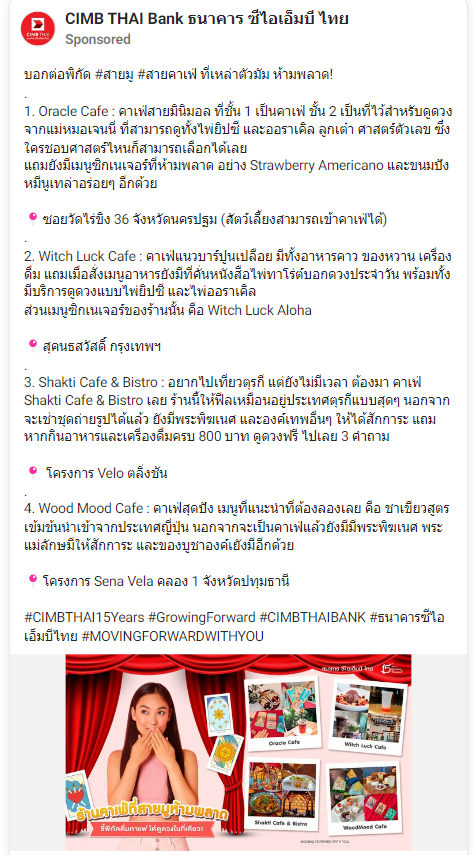 CIMB THAI Bank ธนาคาร ซีไอเอ็มบี ไทย
Sponsored
CIMB THAI
บอกต่อพิกัด #สายมู #สายคาเฟ่ ที่เหล่าตัวมัม ห้ามพลาด!
.
1. Oracle Cafe : คาเฟ่สายมินิมอล ที่ชั้น 1 เป็นคาเฟ่ ชั้น 2 เป็นที่ไว้สำหรับดูดวง
จากแม่หมอเจนนี่ ที่สามารถดูทั้งไพ่ยิปซี และออราเคิล ลูกเต๋า ศาสตร์ตัวเลข ซึ่ง
ใครชอบศาสตร์ไหนก็สามารถเลือกได้เลย
แถมยังมีเมนูซิกเนเจอร์ที่ห้ามพลาด อย่าง Strawberry Americano และขนมปัง
หมีนูเทล่าอร่อยๆ อีกด้วย
📍 ซอยวัดไร่ขิง 36 จังหวัดนครปฐม (สัตว์เลี้ยงสามารถเข้าคาเฟ่ได้)
.
2. Witch Luck Cafe : คาเฟ่แนวบาร์ปูนเปลือย มีทั้งอาหารคาว ของหวาน เครื่อง
ดื่ม แถมเมื่อสั่งเมนูอาหารยังมีที่คั่นหนังสือไพ่ทาโร่ต์บอกดวงประจำวัน พร้อมทั้ง
มีบริการดูดวงแบบไพ่ยิปซี และไพ่ออราเคิล
ส่วนเมนูซิกเนเจอร์ของร้านนั้น คือ Witch Luck Aloha
📍 สุคนธสวัสดิ์ กรุงเทพฯ
.
3. Shakti Cafe & Bistro : อยากไปเที่ยวตุรกี แต่ยังไม่มีเวลา ต้องมา คาเฟ่
Shakti Cafe & Bistro เลย ร้านนี้ให้ฟีลเหมือนอยู่ประเทศตุรกีแบบสุดๆ นอกจาก
จะเช่าชุดถ่ายรูปได้แล้ว ยังมีพระพิฆเนศ และองค์เทพอื่นๆ ให้ได้สักการะ แถม
หากกินอาหารและเครื่องดื่มครบ 800 บาท ดูดวงฟรี ไปเลย 3 คำถาม
📍 โครงการ Velo ตลิ่งชัน
.
4. Wood Mood Cafe : คาเฟ่สุดปัง เมนูที่แนะนำที่ต้องลองเลย คือ ชาเขียวสูตร
เข้มข้นนำเข้าจากประเทศญี่ปุ่น นอกจากจะเป็นคาเฟ่แล้วยังมีมีพระพิฆเนศ พระ
แม่ลักษมีให้สักการะ และของบูชาองค์เยังมีอีกด้วย
📍 โครงการ Sena Vela คลอง 1 จังหวัดปทุมธานี
#CIMBTHAI15Years #GrowingForward #CIMBTHAIBANK #ธนาคารซีไอ
เอ็มบีไทย #MOVINGFORWARDWITHYOU
ธนาคาร ซีไอเอ็มบี ไทย
15
Oracle Cafe
Witch Luck Cafe
Shakti Cafe & Bistro
WoodMood Cafe
ร้านคาเฟ่ที่สายมูห้ามพลาด
ชี้พิกัดดื่มกาแฟ ได้ดูดวงในที่เดียว!
MOVING FORWARD WITH YOU